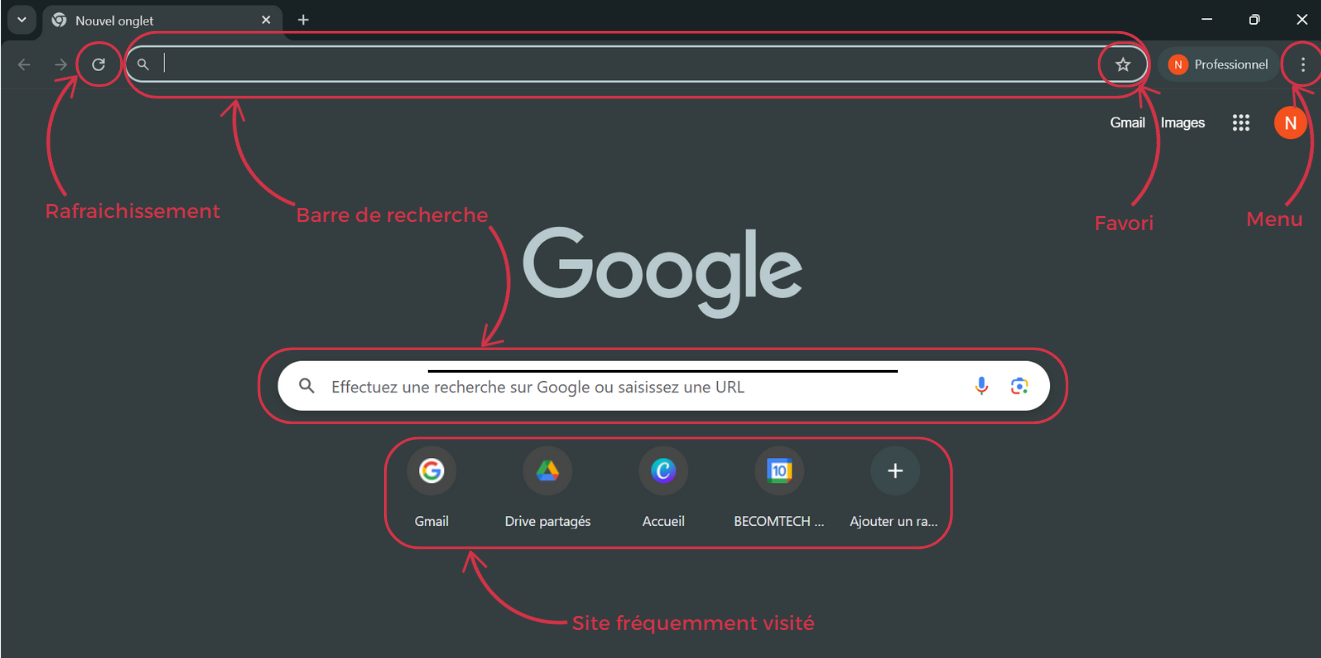 Nouvel onglet
N Professionnel
Gmail Images
N
Rafraichissement
Barre de recherche
Favori
Menu
Google
Effectuez une recherche sur Google ou saisissez une URL
G C 10
Gmail Drive partagés Accueil BECOMTECH ... Ajouter un ra...
Site fréquemment visité